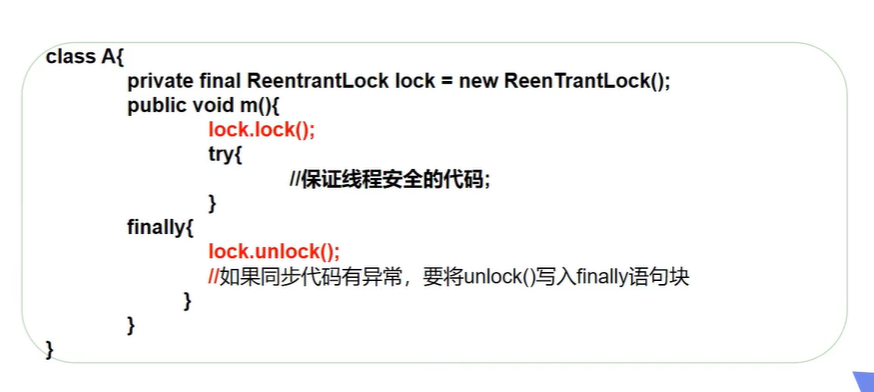 class A{
private final ReentrantLock lock = new ReenTrantLock();
public void m(){
lock.lock();
try{
//保证线程安全的代码;
}
finally{
lock.unlock();
//如果同步代码有异常，要将unlock()写入finally语句块
}
}
}